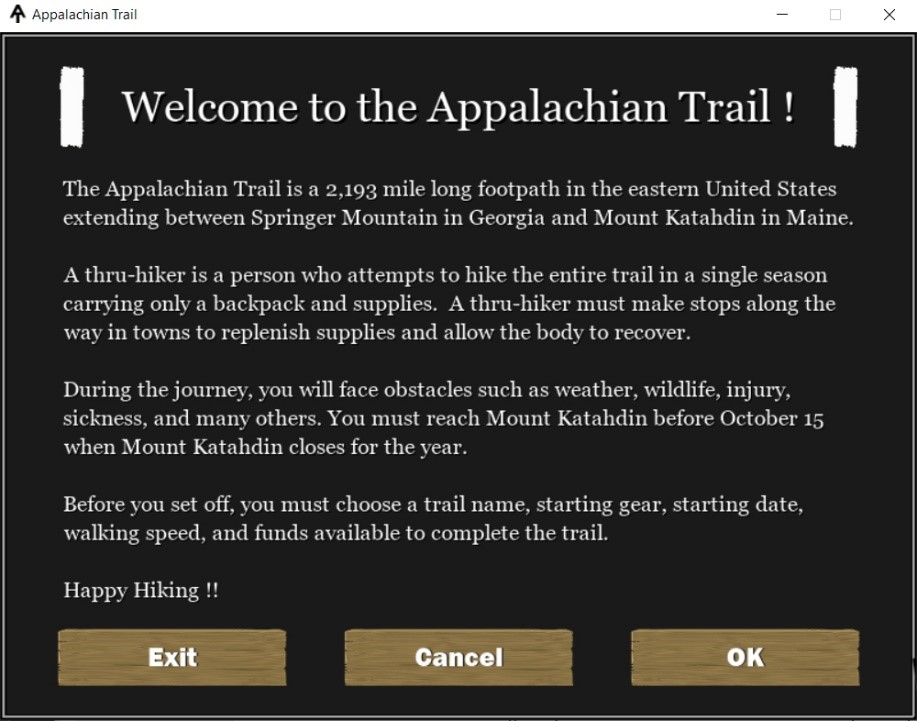 Appalachian Trail
Welcome to the Appalachian Trail !
The Appalachian Trail is a 2,193 mile long footpath in the eastern United States
extending between Springer Mountain in Georgia and Mount Katahdin in Maine.
A thru-hiker is a person who attempts to hike the entire trail in a single season
carrying only a backpack and supplies.  A thru-hiker must make stops along the
way in towns to replenish supplies and allow the body to recover.
During the journey, you will face obstacles such as weather, wildlife, injury,
sickness, and many others. You must reach Mount Katahdin before October 15
when Mount Katahdin closes for the year.
Before you set off, you must choose a trail name, starting gear, starting date,
walking speed, and funds available to complete the trail.
Happy Hiking !!
Exit Cancel OK